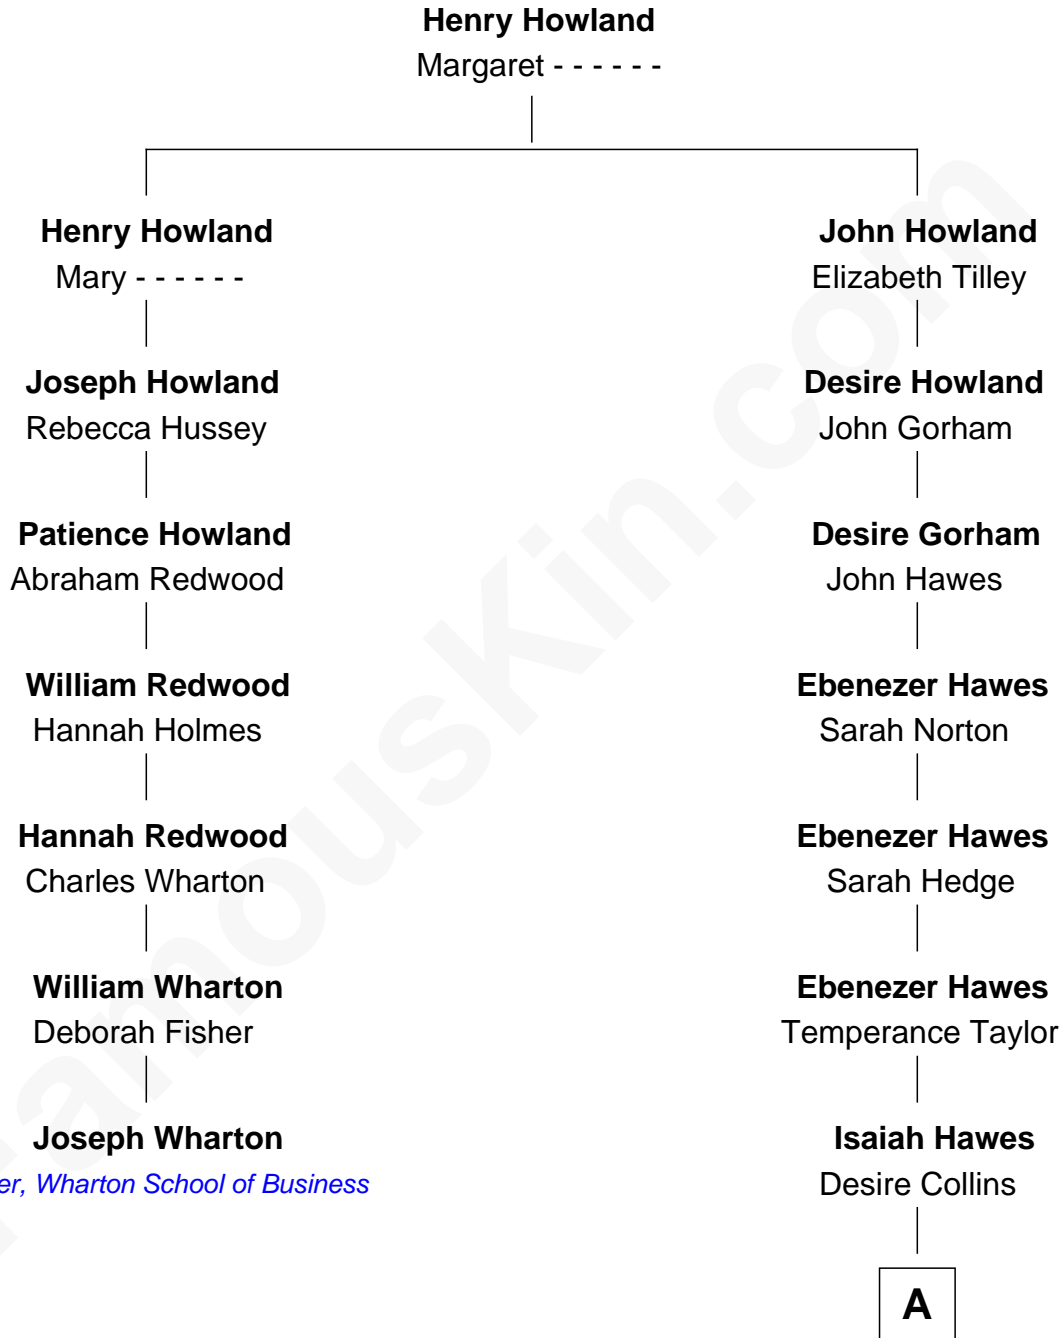 Henry Howland
Margaret - - - - - -
Henry Howland
Mary - - - - - -
Joseph Howland
Rebecca Hussey
Patience Howland
Abraham Redwood
William Redwood
Hannah Holmes
Hannah Redwood
Charles Wharton
William Wharton
Deborah Fisher
Joseph Wharton
er, Wharton School of Business
John Howland
Elizabeth Tilley
Desire Howland
John Gorham
Desire Gorham
John Hawes
Ebenezer Hawes
Sarah Norton
Ebenezer Hawes
Sarah Hedge
Ebenezer Hawes
Temperance Taylor
Isaiah Hawes
Desire Collins
A
FamousKin.com